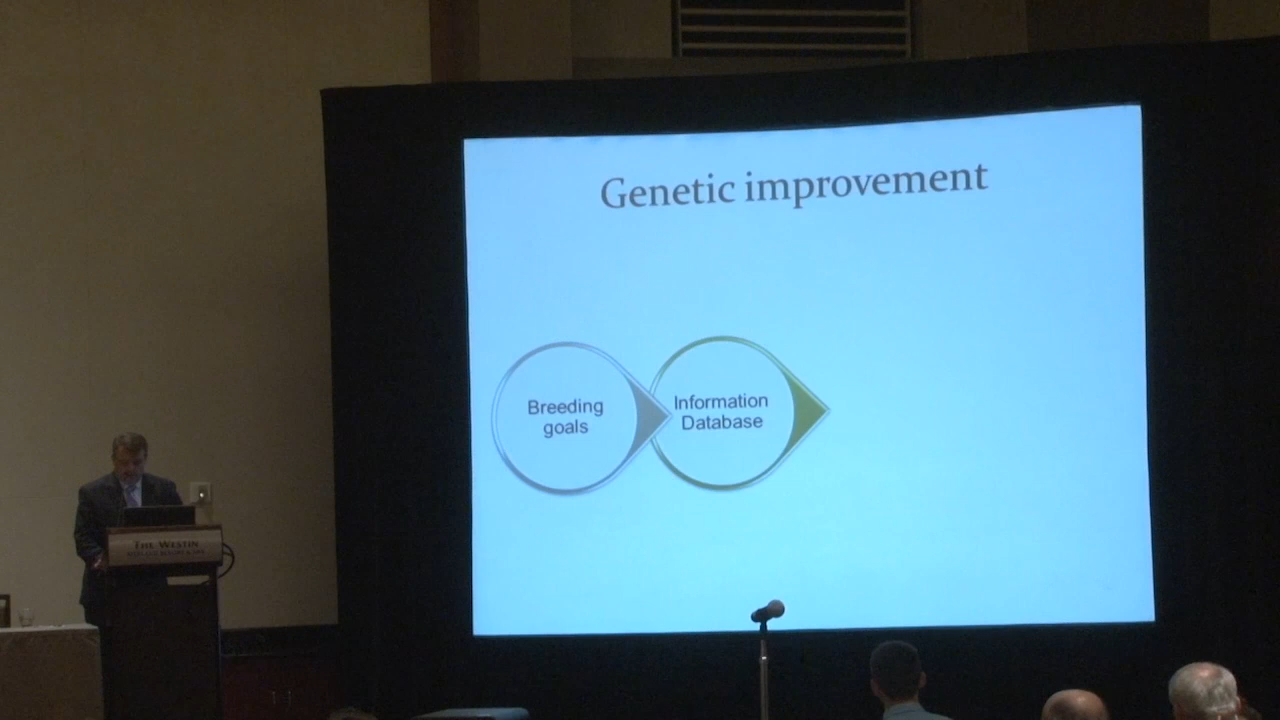 Genetic improvement
Breeding
goals
Information
Database
THE WESTIN